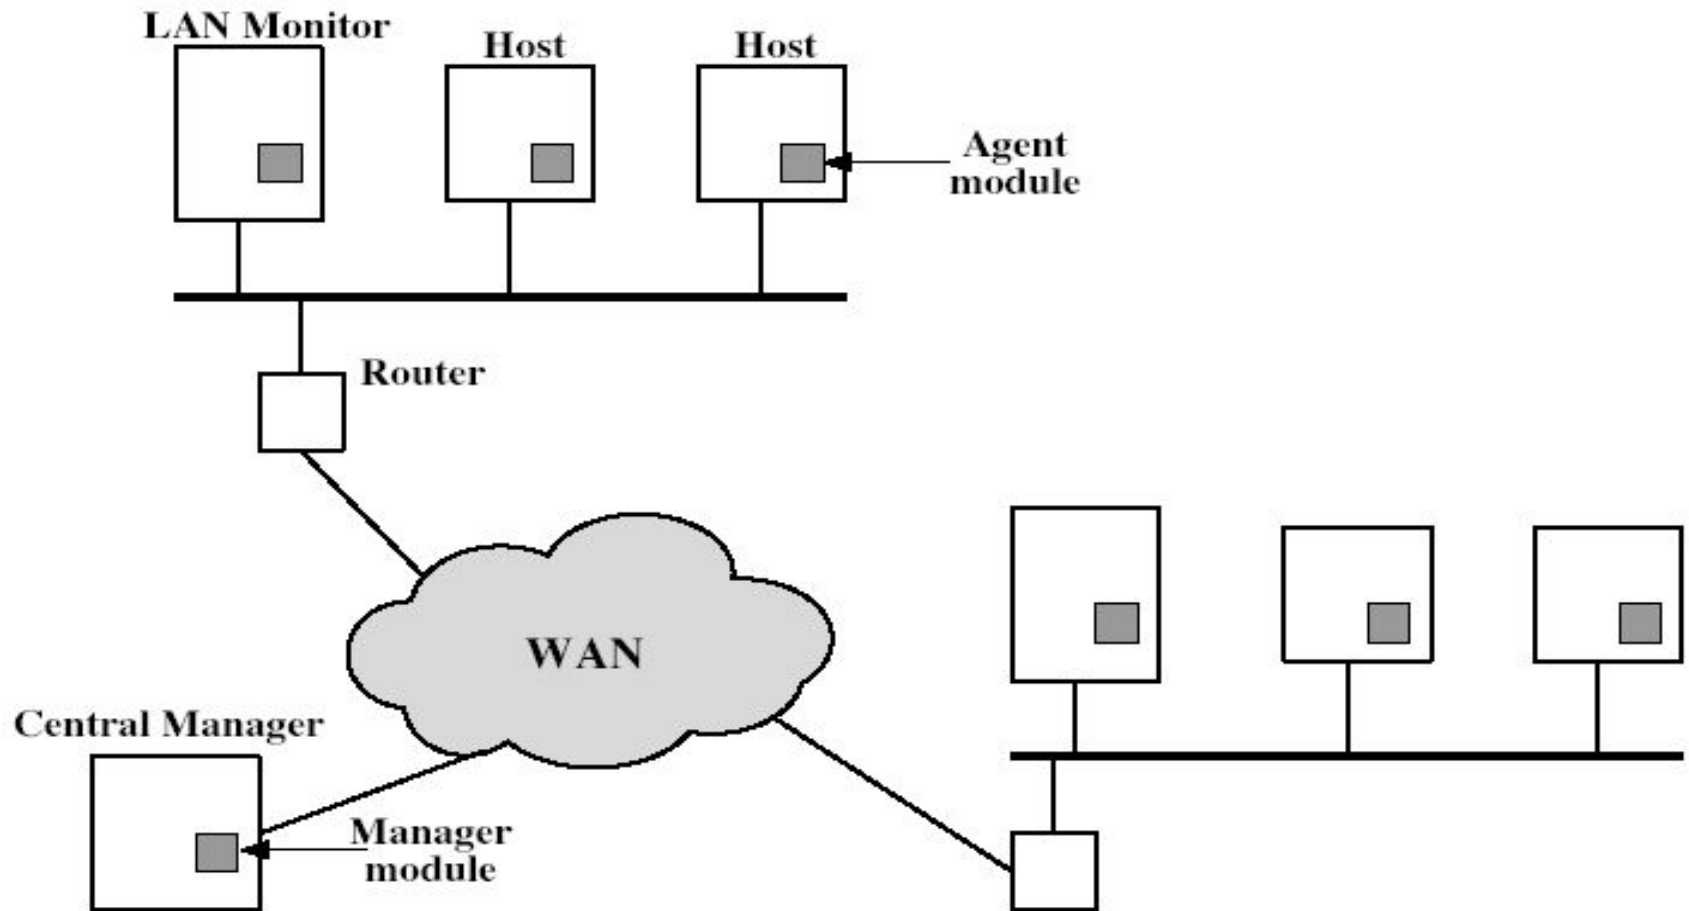 LAN Monitor
Host
Host
Agent
module
Router
WAN
Central Manager
Manager
module